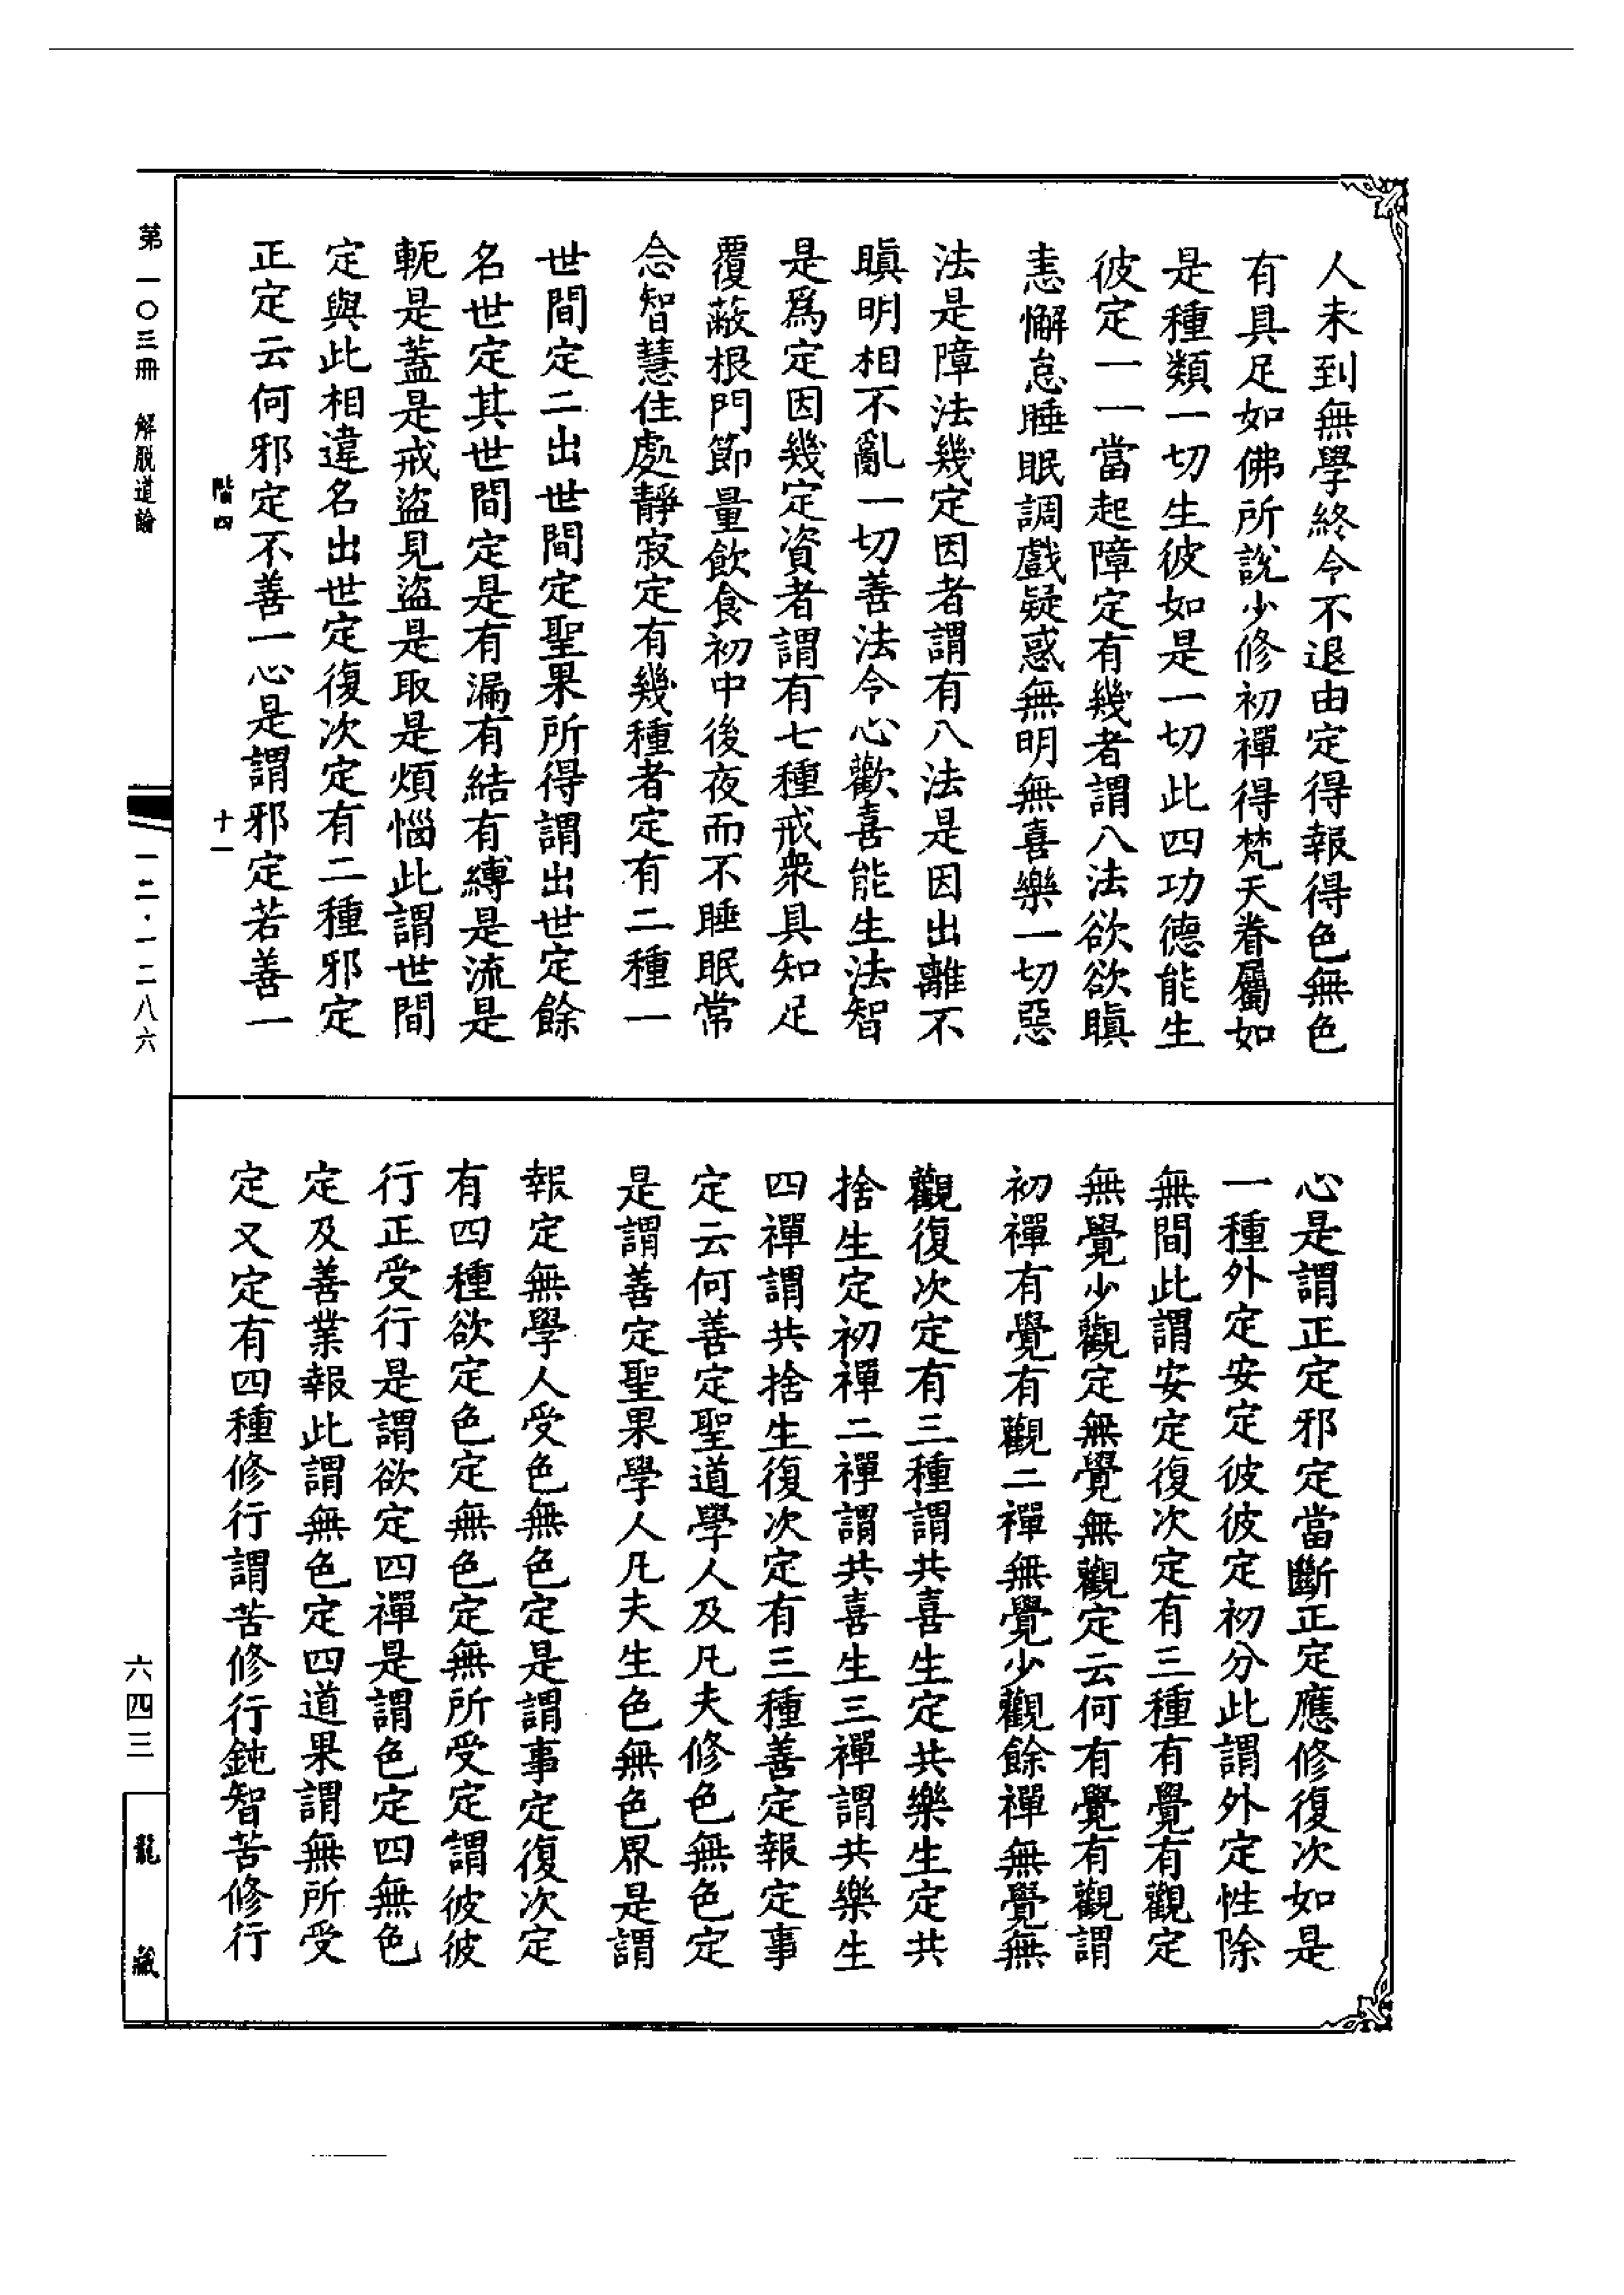 人未到無學終令不退由定得報得色無色
有具足如佛所說少修初禪得梵天眷屬如
是種類一切生彼如是一切此四功德能生
彼定一一當起障定有幾者謂八法欲欲瞋
恚懈怠睡眠調戲疑惑無明無喜樂一切惡
法是障法幾定因者謂有八法是因出離不
瞋明相不亂一切善法令心歡喜能生法智
是爲定因幾定資者謂有七種戒衆具知足
覆蔽根門節量飲食初中後夜而不睡眠常
念智慧住處靜寂定有幾種者定有二種一
世間定二出世間定聖果所得謂出世定餘
名世定其世間定是有漏有結有縛是流是
軛是蓋是戒盜見盜是取是煩惱此謂世間
定與此相違名出世定復次定有二種邪定
正定云何邪定不善一心是謂邪定若善一
階四 十一
心是謂正定邪定當斷正定應修復次如是
一種外定安定彼彼定初分此謂外定性除
無間此謂安定復次定有三種有覺有觀定
無覺少觀定無覺無觀定云何有覺有觀謂
初禪有覺有觀二禪無覺少觀餘禪無覺無
觀復次定有三種謂共喜生定共樂生定共
捨生定初禪二禪謂共喜生三禪謂共樂生
四禪謂共捨生復次定有三種善定報定事
定云何善定聖道學人及凡夫修色無色定
是謂善定聖果學人凡夫生色無色界是謂
報定無學人受色無色定是謂事定復次定
有四種欲定色定無色定無所受定謂彼彼
行正受行是謂欲定四禪是謂色定四無色
定及善業報此謂無色定四道果謂無所受
定又定有四種修行謂苦修行鈍智苦修行
第一〇三冊 解脫道論
一二·一二八六
六四三
龍藏